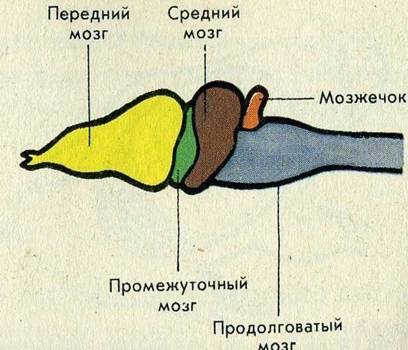 Передний
мозг
Средний
мозг
Мозжечок
Промежуточный
мозг
Продолговатый
мозг